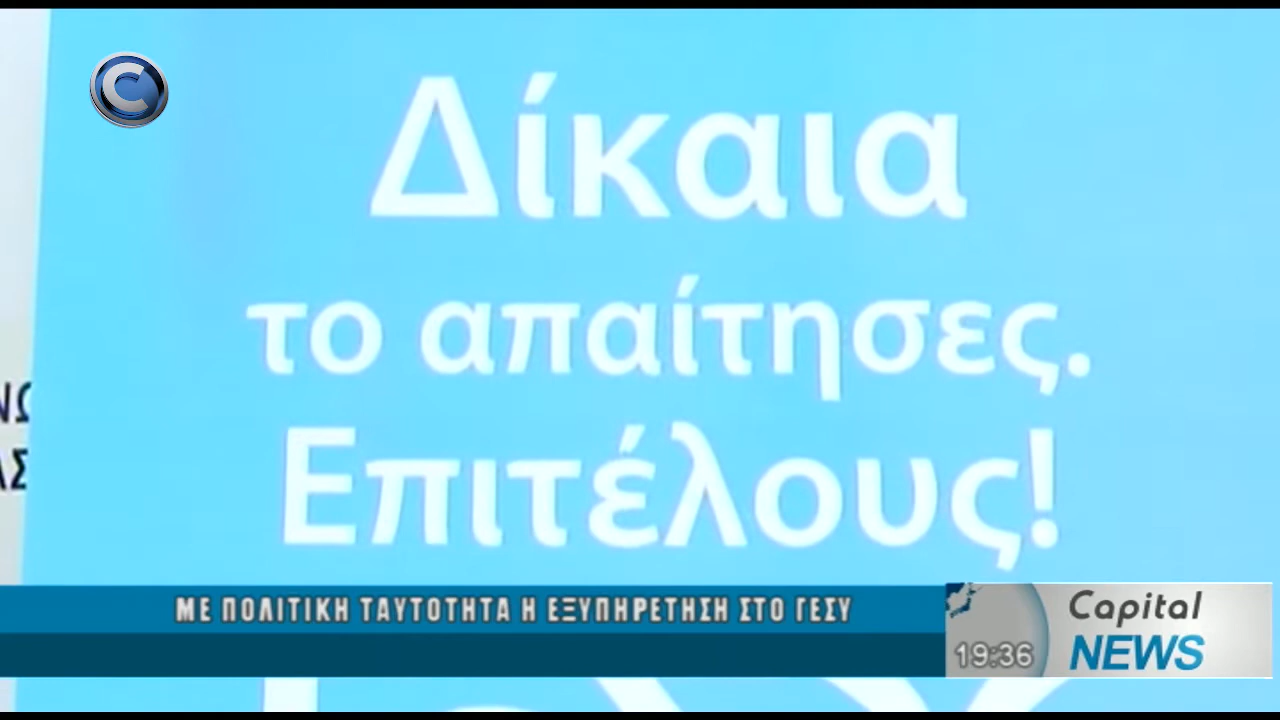 Δίκαια
το απαίτησες.
Επιτέλους!
ΜΕ ΠΟΛΙΤΙΚΗ ΤΑΥΤΟΤΗΤΑ Η ΕΞΥΠΗΡΕΤΗΣΗ ΣΤΟ ΓΕΣΥ
Capital
NEWS
19:36
C